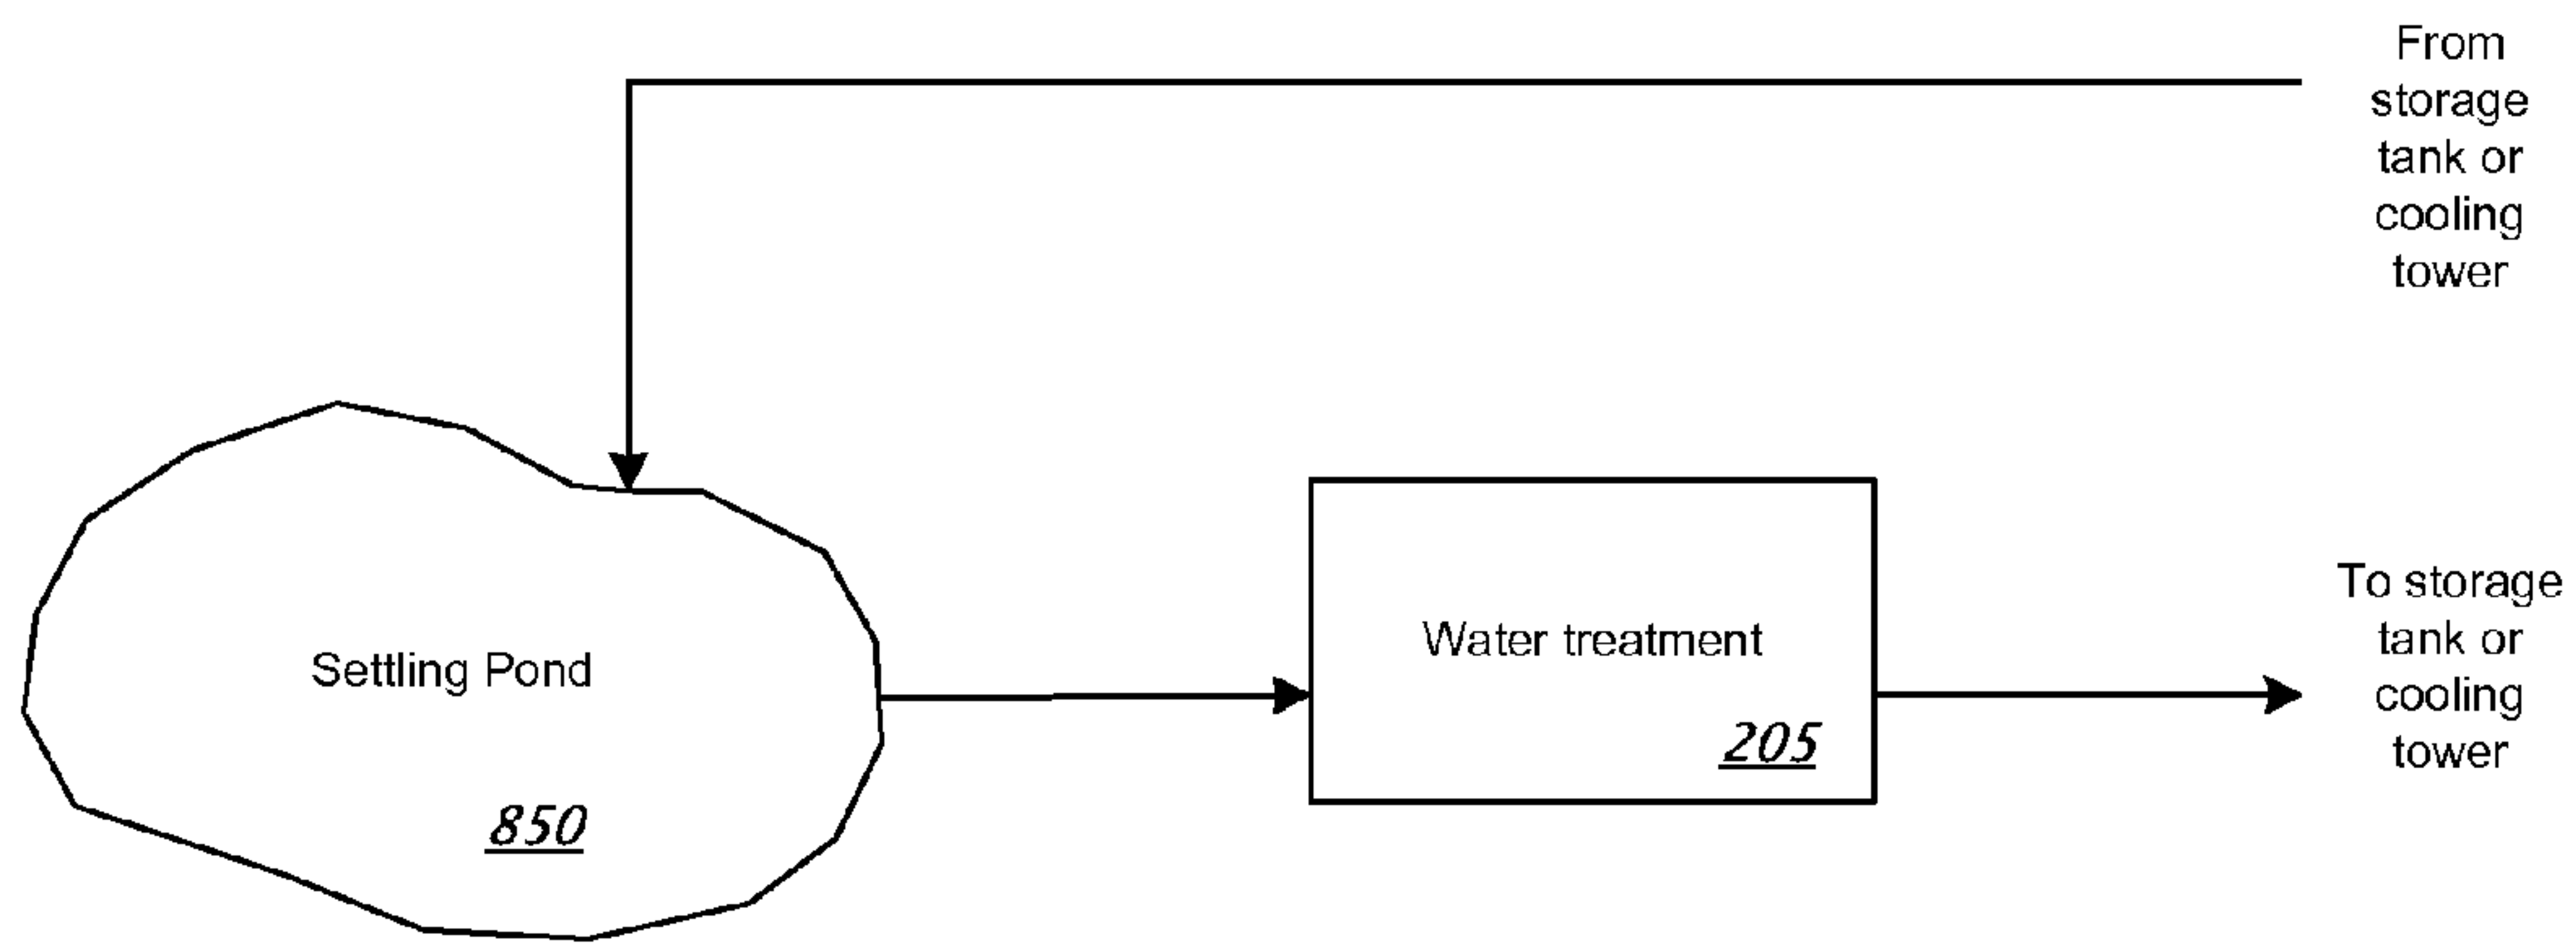 From
storage
tank or
cooling
tower
Settling Pond
850
Water treatment
205
To storage
tank or
cooling
tower